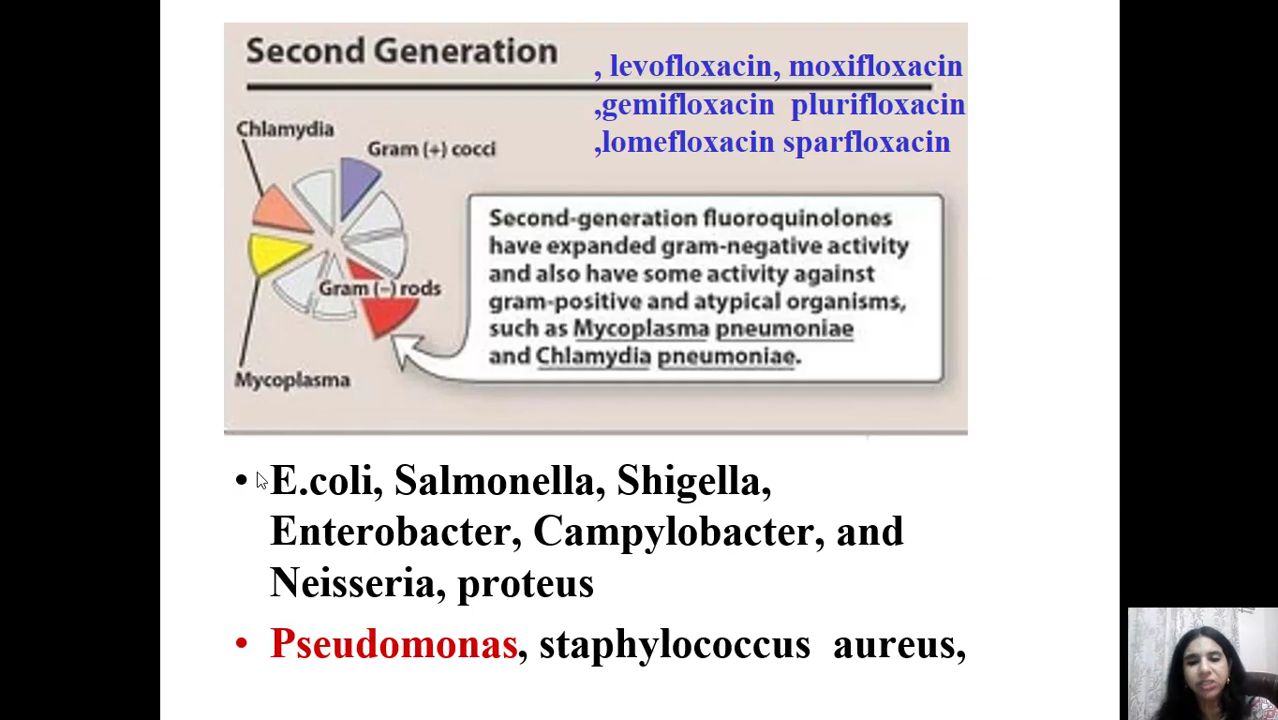 Second Generation
, levofloxacin, moxifloxacin
,gemifloxacin plurifloxacin
,lomefloxacin sparfloxacin
Chlamydia
Gram (+) cocci
Gram (−) rods
Mycoplasma
Second-generation fluoroquinolones
have expanded gram-negative activity
and also have some activity against
gram-positive and atypical organisms,
such as Mycoplasma pneumoniae
and Chlamydia pneumoniae.
• E.coli, Salmonella, Shigella,
Enterobacter, Campylobacter, and
Neisseria, proteus
• Pseudomonas, staphylococcus aureus,